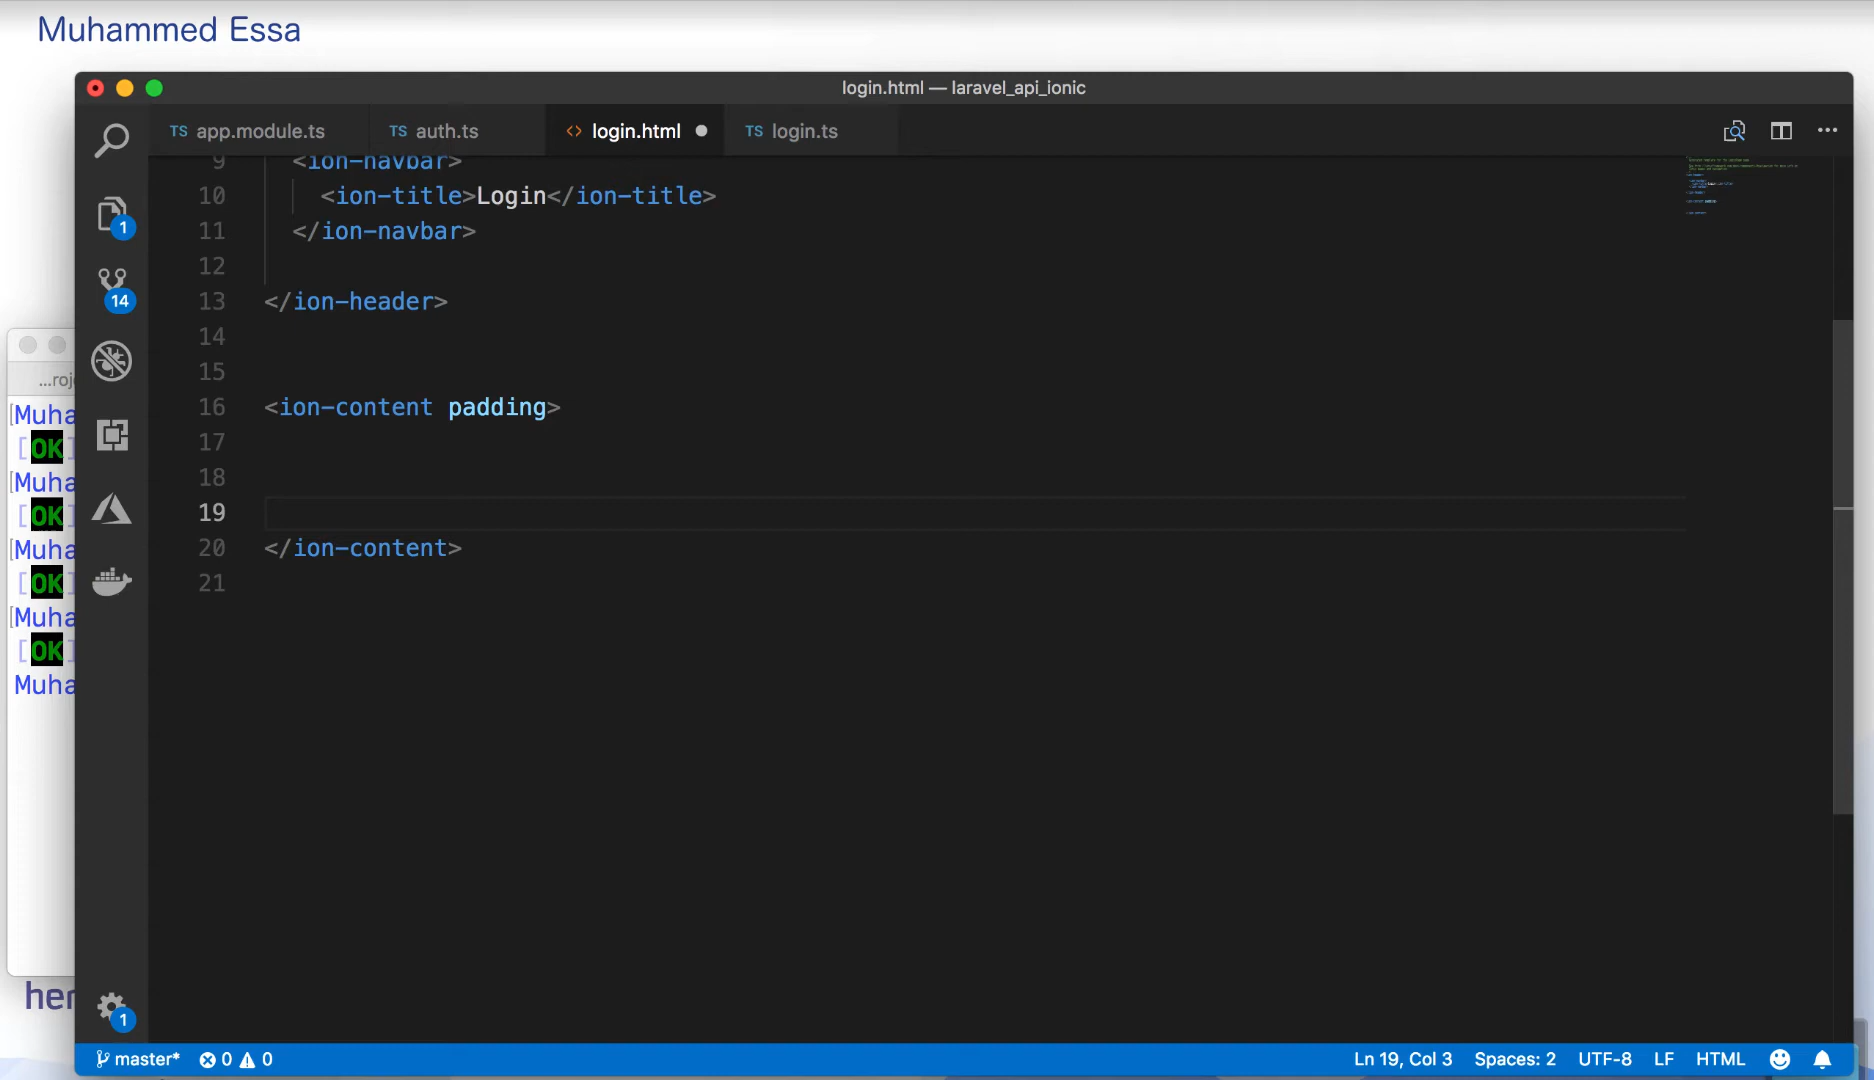 Muhammed Essa
login.html — laravel_api_ionic
TS app.module.ts
TS auth.ts
<> login.html
TS login.ts
9 <ion-navbar>
10 <ion-title>Login</ion-title>
11 </ion-navbar>
12
13 </ion-header>
14
15
16 <ion-content padding>
17
18
19
20 </ion-content>
21
1
14
1
...roj
[Muha
[OK]
[Muha
[OK]
[Muha
[OK]
[Muha
[OK]
Muha
her
master* 0 0
Ln 19, Col 3 Spaces: 2 UTF-8 LF HTML